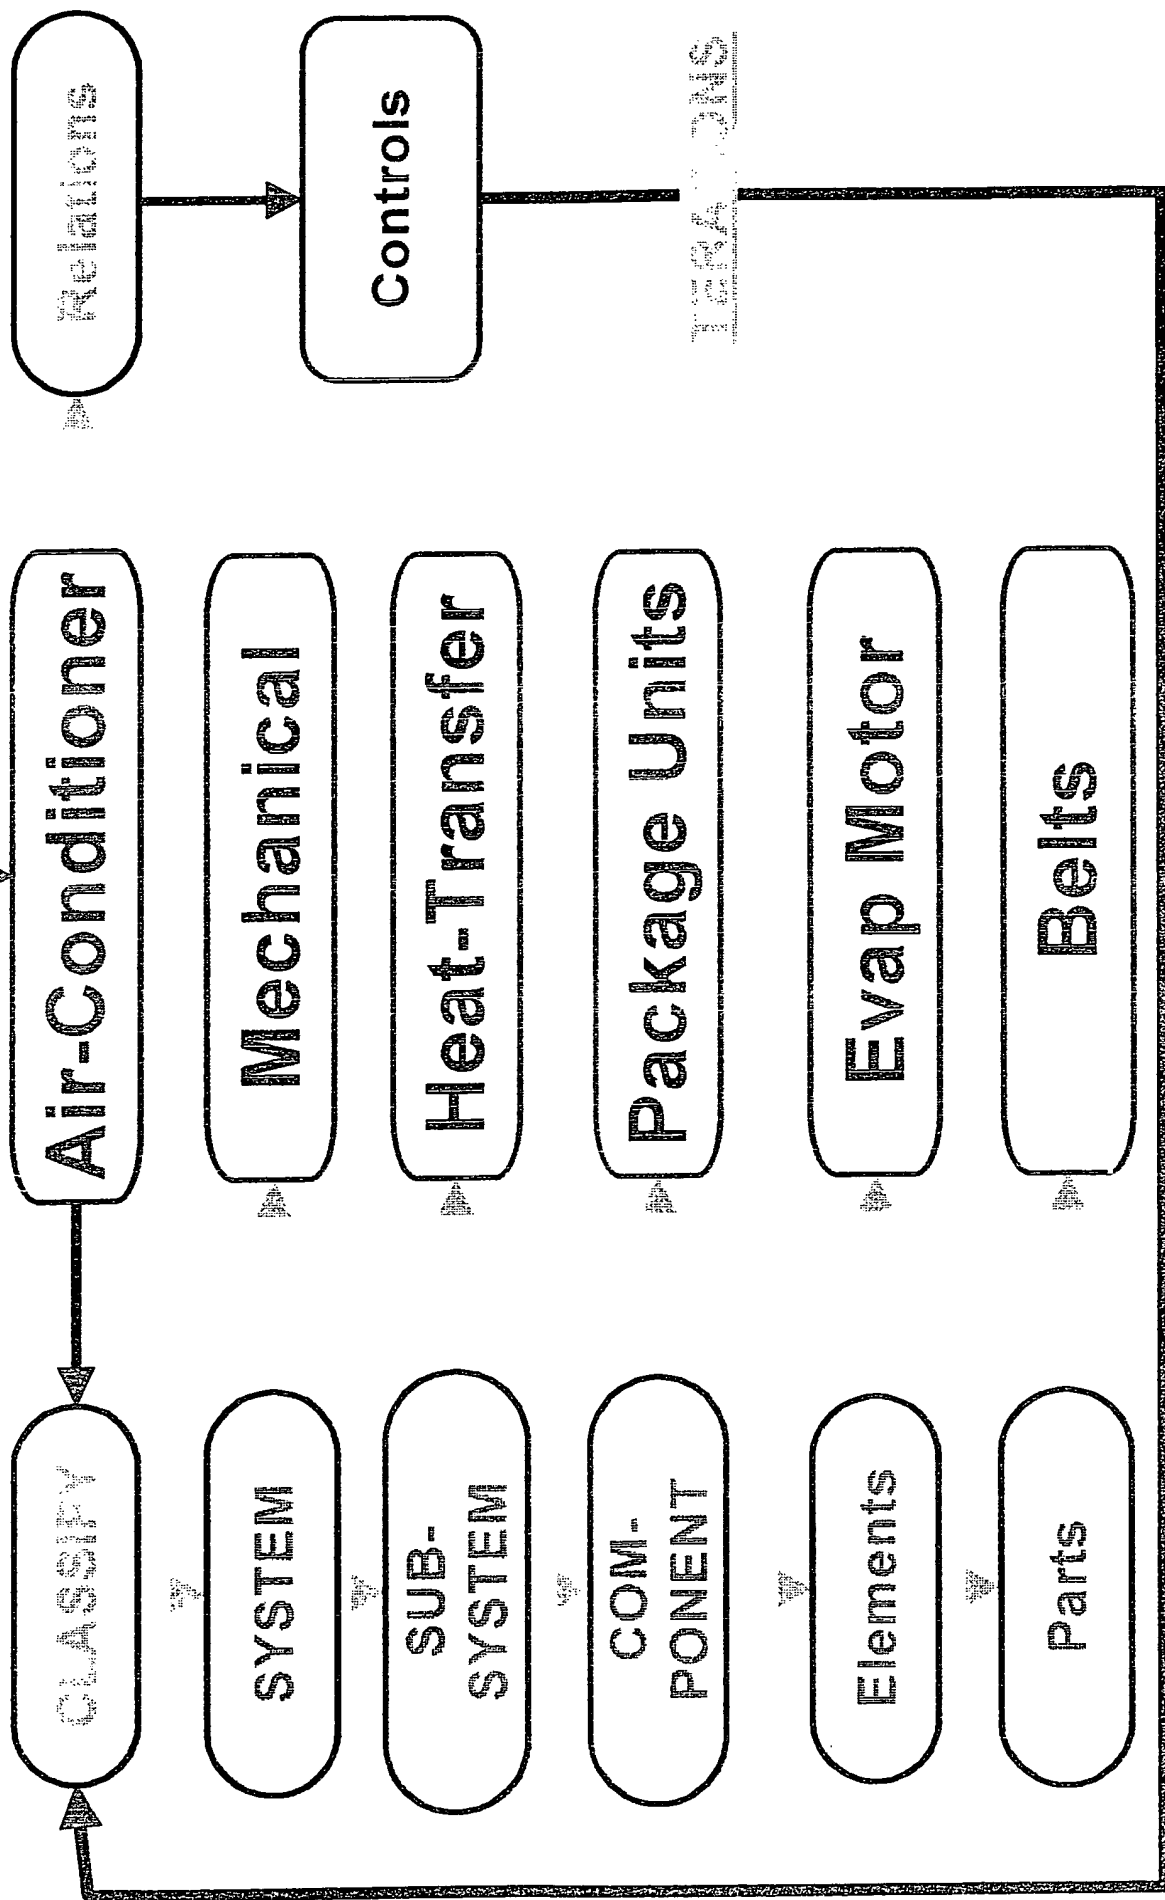 CLASSIFY
Air-Conditioner
Relations
SYSTEM
Mechanical
Controls
SUB-
SYSTEM
Heat-Transfer
COM-
PONENT
Package Units
Elements
Evap Motor
Parts
Belts